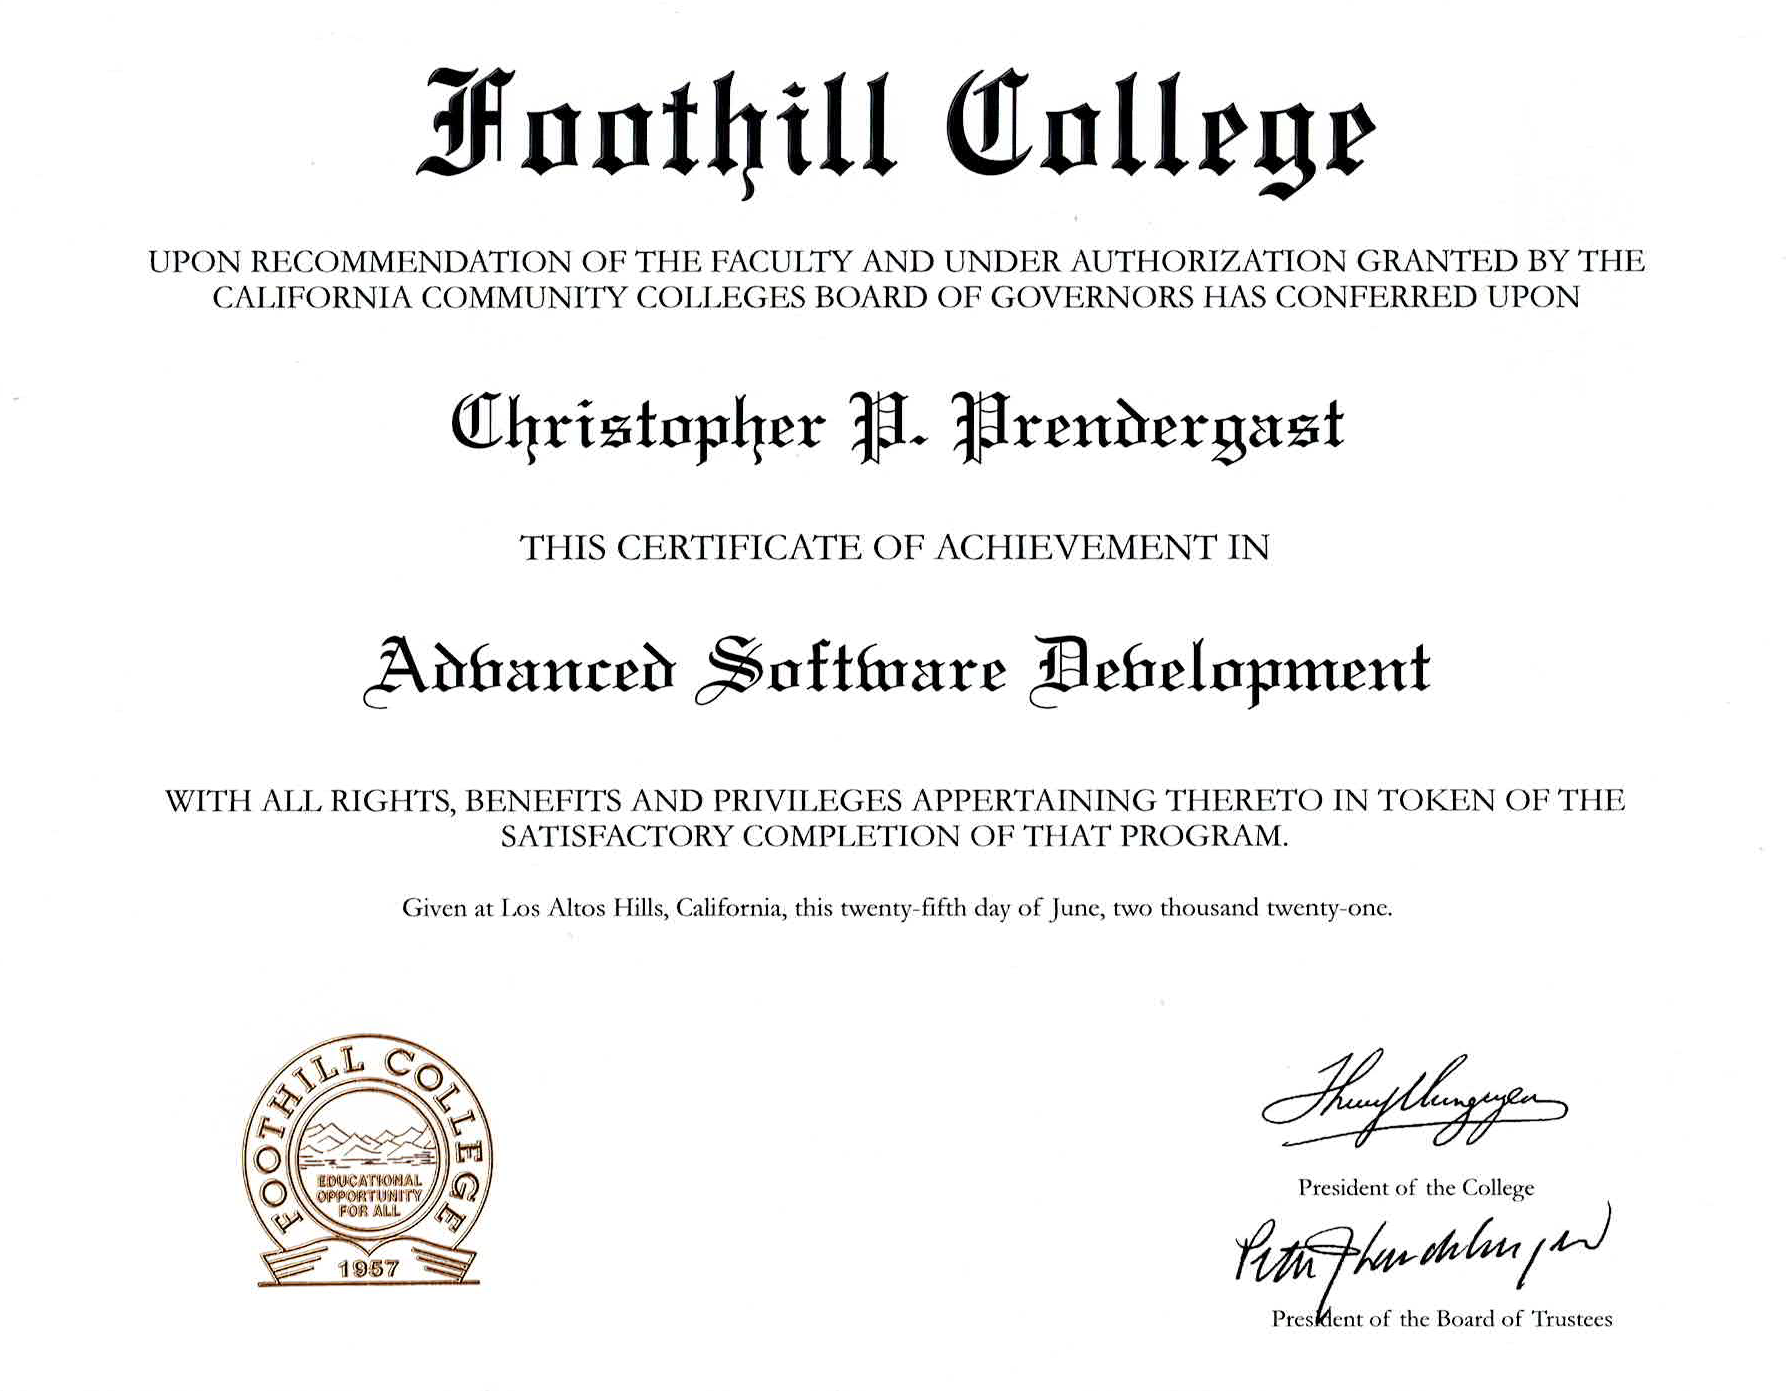 Foothill College
UPON RECOMMENDATION OF THE FACULTY AND UNDER AUTHORIZATION GRANTED BY THE
CALIFORNIA COMMUNITY COLLEGES BOARD OF GOVERNORS HAS CONFERRED UPON
Christopher P. Prendergast
THIS CERTIFICATE OF ACHIEVEMENT IN
Advanced Software Development
WITH ALL RIGHTS, BENEFITS AND PRIVILEGES APPERTAINING THERETO IN TOKEN OF THE
SATISFACTORY COMPLETION OF THAT PROGRAM.
Given at Los Altos Hills, California, this twenty-fifth day of June, two thousand twenty-one.
FOOTHILL COLLEGE
EDUCATIONAL
OPPORTUNITY
FOR ALL
1957
President of the College
President of the Board of Trustees